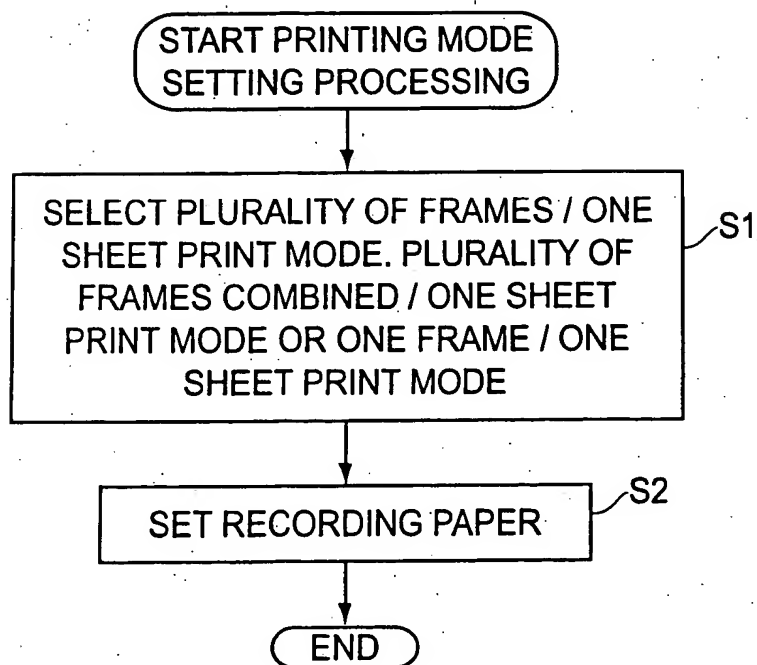 START PRINTING MODE
SETTING PROCESSING
SELECT PLURALITY OF FRAMES / ONE
SHEET PRINT MODE. PLURALITY OF
FRAMES COMBINED / ONE SHEET
PRINT MODE OR ONE FRAME / ONE
SHEET PRINT MODE
S1
SET RECORDING PAPER
S2
END